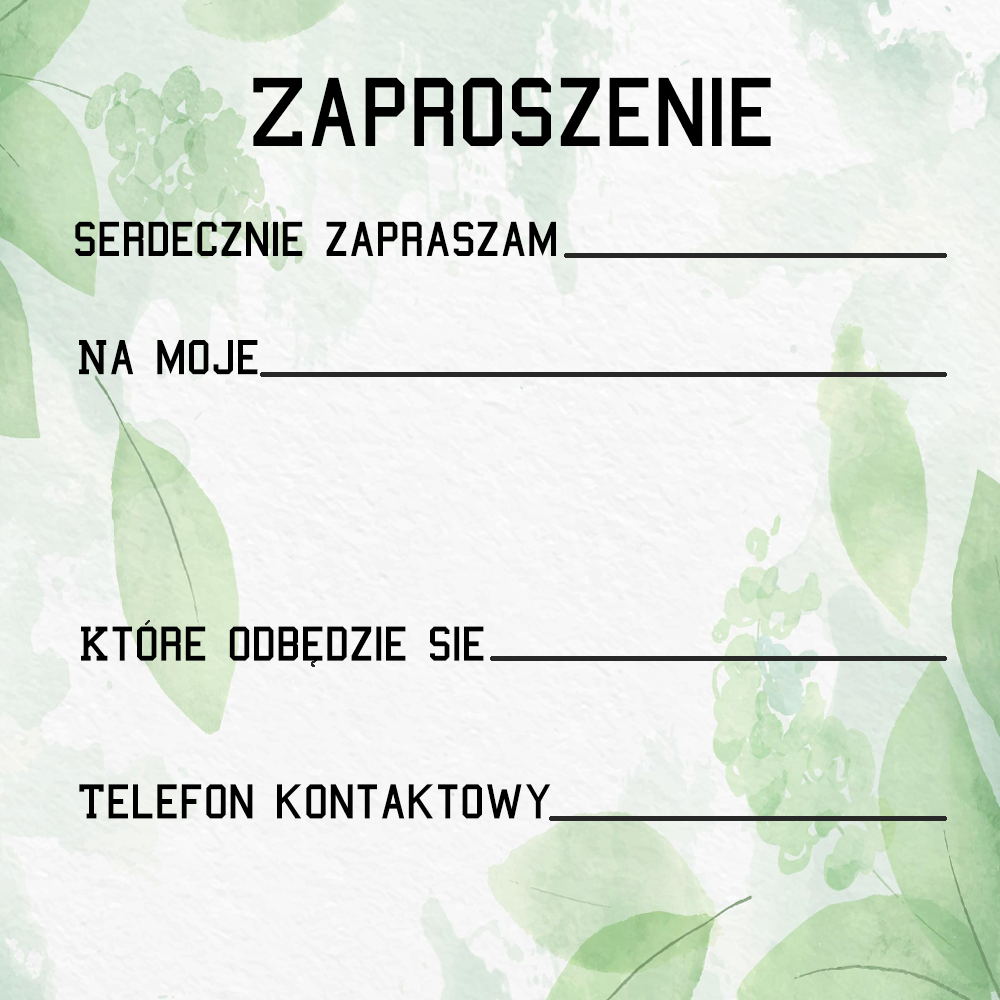 ZAPROSZENIE
SERDECZNIE ZAPRASZAM
NA MOJE
KTÓRE ODBĘDZIE SIE
TELEFON KONTAKTOWY